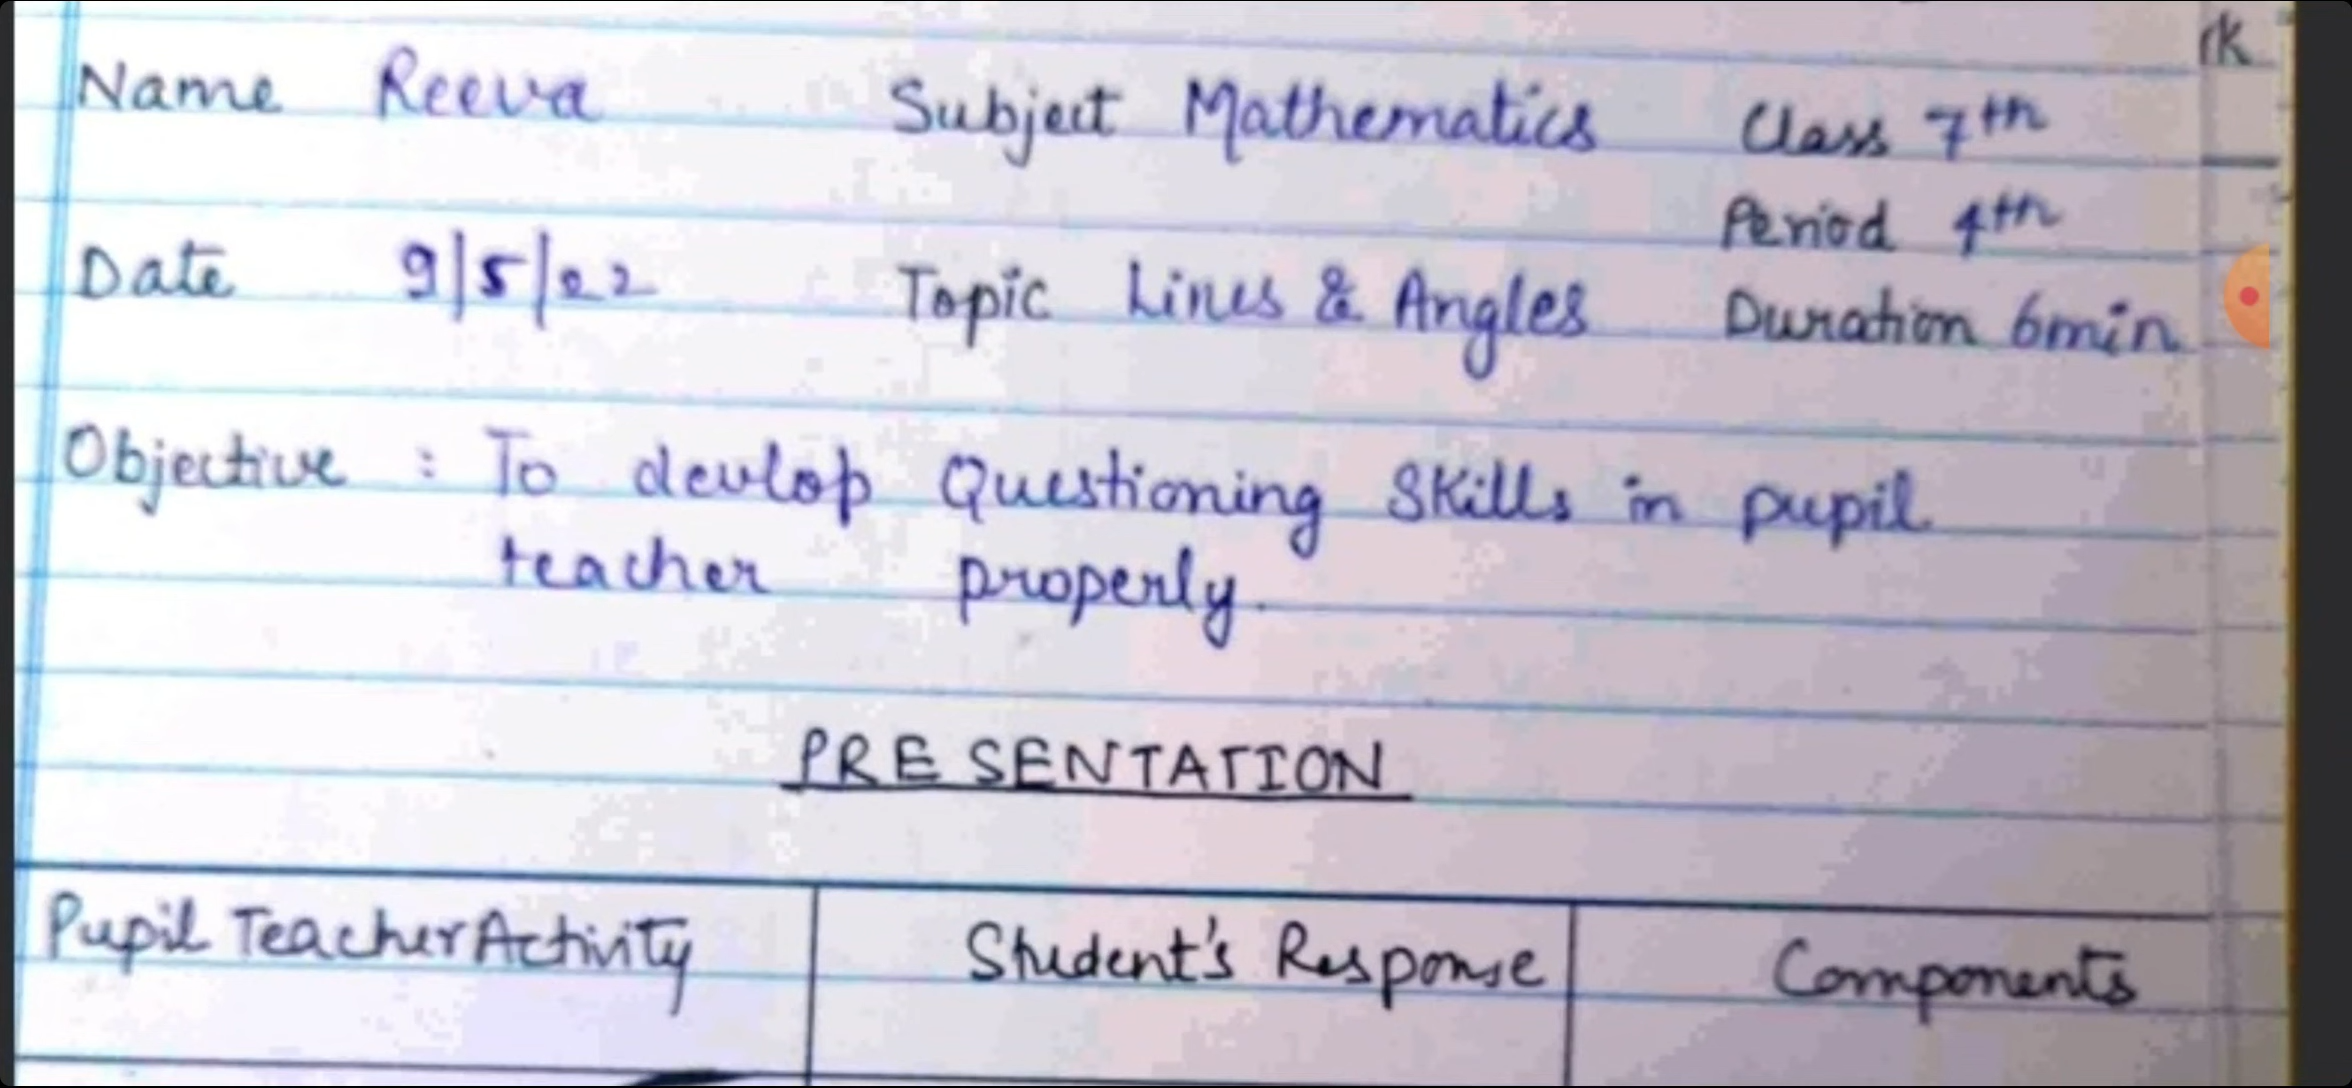 rk
Name Reeva Subject Mathematics Class 7th
Period 4th
Date 9/5/22 Topic Lines & Angles Duration 6min
Objective : To devlop Questioning Skills in pupil
teacher properly.
PRESENTATION
Pupil Teacher Activity Student's Response Components